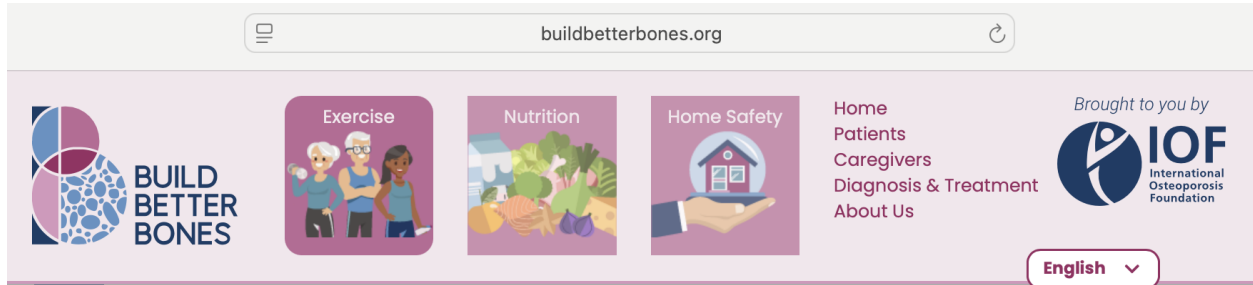 buildbetterbones.org
BUILD
BETTER
BONES
Exercise
Nutrition
Home Safety
Home
Patients
Caregivers
Diagnosis & Treatment
About Us
Brought to you by
IOF
International
Osteoporosis
Foundation
English